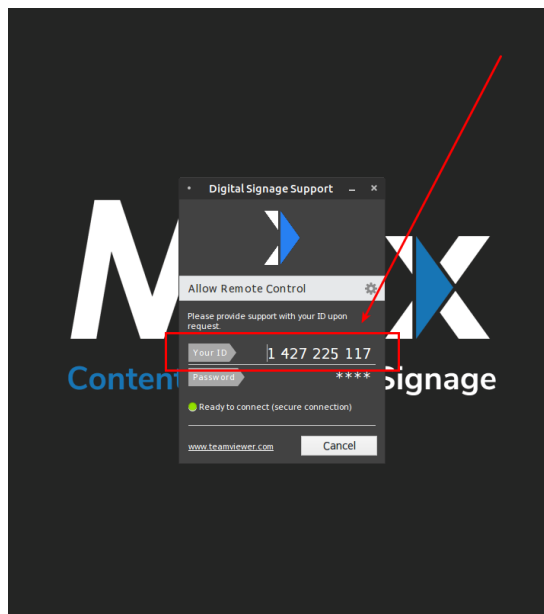 Digital Signage Support
Allow Remote Control
Please provide support with your ID upon
request.
Your ID 1 427 225 117
Password ****
Ready to connect (secure connection)
www.teamviewer.com Cancel
M x
Conten Signage